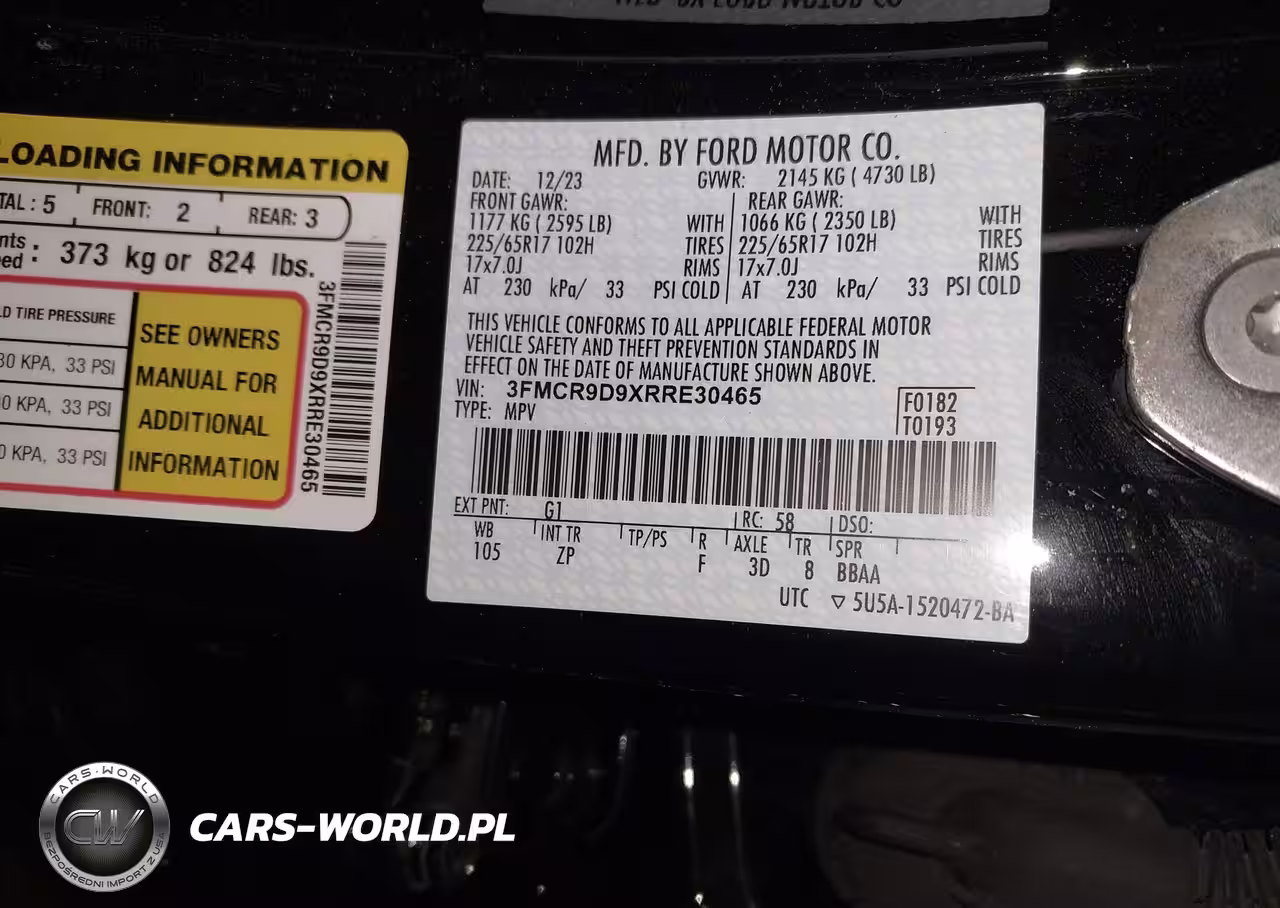 LOADING INFORMATION
TAL : 5 FRONT: 2 REAR: 3
nts
ed : 373 kg or 824 lbs.
D TIRE PRESSURE
30 KPA, 33 PSI
0 KPA, 33 PSI
0 KPA, 33 PSI
SEE OWNERS
MANUAL FOR
ADDITIONAL
INFORMATION
3FMCR9D9XRRE30465
MFD. BY FORD MOTOR CO.
DATE: 12/23 GVWR: 2145 KG ( 4730 LB)
FRONT GAWR: REAR GAWR:
1177 KG ( 2595 LB) WITH 1066 KG ( 2350 LB) WITH
225/65R17 102H TIRES 225/65R17 102H TIRES
17x7.0J RIMS 17x7.0J RIMS
AT 230 kPa/ 33 PSI COLD AT 230 kPa/ 33 PSI COLD
THIS VEHICLE CONFORMS TO ALL APPLICABLE FEDERAL MOTOR
VEHICLE SAFETY AND THEFT PREVENTION STANDARDS IN
EFFECT ON THE DATE OF MANUFACTURE SHOWN ABOVE.
VIN: 3FMCR9D9XRRE30465
TYPE: MPV
F0182
T0193
EXT PNT: G1 RC: 58 DSO:
WB INT TR TP/PS R AXLE TR SPR
105 ZP F 3D 8 BBAA
UTC ▽ 5U5A-1520472-BA
CARS-WORLD
CW
BEZPOŚREDNI IMPORT Z USA
CARS-WORLD.PL